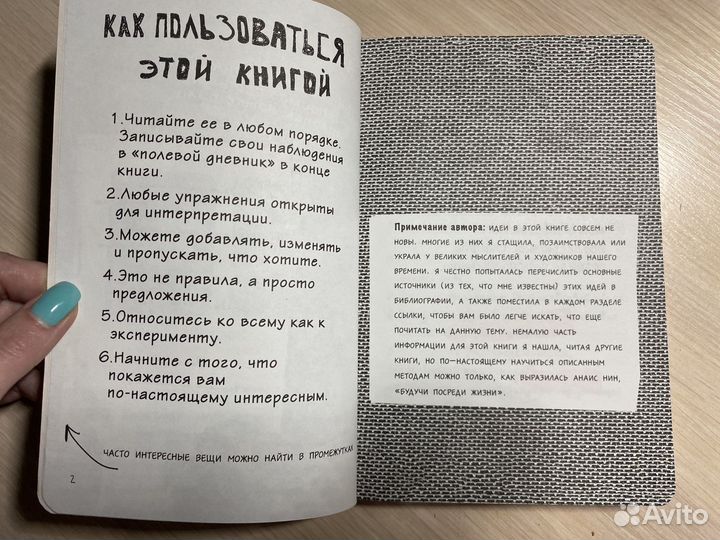 КАК ПОЛЬЗОВАТЬСЯ
ЭТОЙ КНИГОЙ
1.Читайте ее в любом порядке.
Записывайте свои наблюдения
в «полевой дневник» в конце
книги.
2.Любые упражнения открыты
для интерпретации.
3.Можете добавлять, изменять
и пропускать, что хотите.
4.Это не правила, а просто
предложения.
5.Относитесь ко всему как к
эксперименту.
6.Начните с того, что
покажется вам
по-настоящему интересным.
ЧАСТО ИНТЕРЕСНЫЕ ВЕЩИ МОЖНО НАЙТИ В ПРОМЕЖУТКАХ
2
Примечание автора: ИДЕИ В ЭТОЙ КНИГЕ СОВСЕМ НЕ
НОВЫ. МНОГИЕ ИЗ НИХ Я СТАЩИЛА, ПОЗАИМСТВОВАЛА ИЛИ
УКРАЛА У ВЕЛИКИХ МЫСЛИТЕЛЕЙ И ХУДОЖНИКОВ НАШЕГО
ВРЕМЕНИ. Я ЧЕСТНО ПОПЫТАЛАСЬ ПЕРЕЧИСЛИТЬ ОСНОВНЫЕ
ИСТОЧНИКИ (ИЗ ТЕХ, ЧТО МНЕ ИЗВЕСТНЫ) ЭТИХ ИДЕЙ В
БИБЛИОГРАФИИ, А ТАКЖЕ ПОМЕСТИЛА В КАЖДОМ РАЗДЕЛЕ
ССЫЛКИ, ЧТОБЫ ВАМ БЫЛО ЛЕГЧЕ ИСКАТЬ, ЧТО ЕЩЕ
ПОЧИТАТЬ НА ДАННУЮ ТЕМУ. НЕМАЛУЮ ЧАСТЬ
ИНФОРМАЦИИ ДЛЯ ЭТОЙ КНИГИ Я НАШЛА, ЧИТАЯ ДРУГИЕ
КНИГИ, НО ПО-НАСТОЯЩЕМУ НАУЧИТЬСЯ ОПИСАННЫМ
МЕТОДАМ МОЖНО ТОЛЬКО, КАК ВЫРАЗИЛАСЬ АНАИС НИН,
«БУДУЧИ ПОСРЕДИ ЖИЗНИ».
Avito